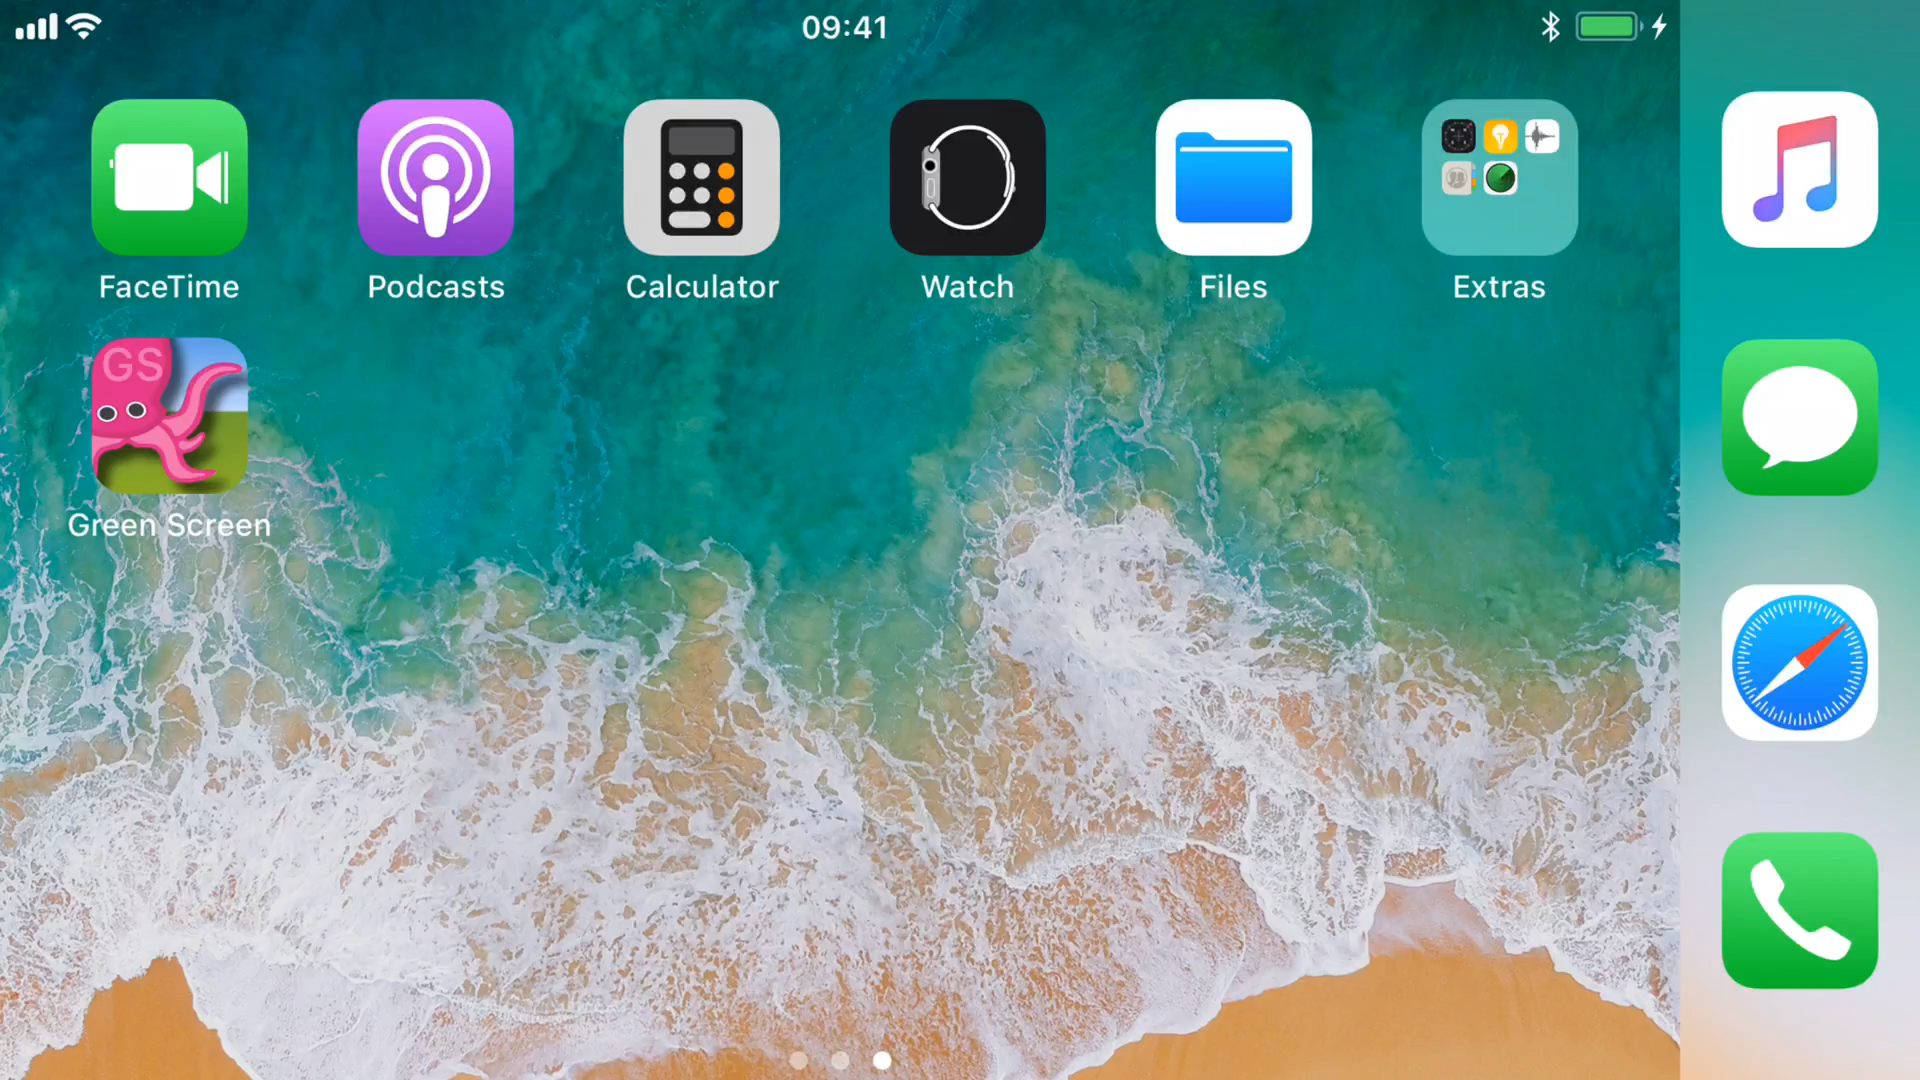 09:41
FaceTime
Podcasts
Calculator
Watch
Files
Extras
GS
Green Screen